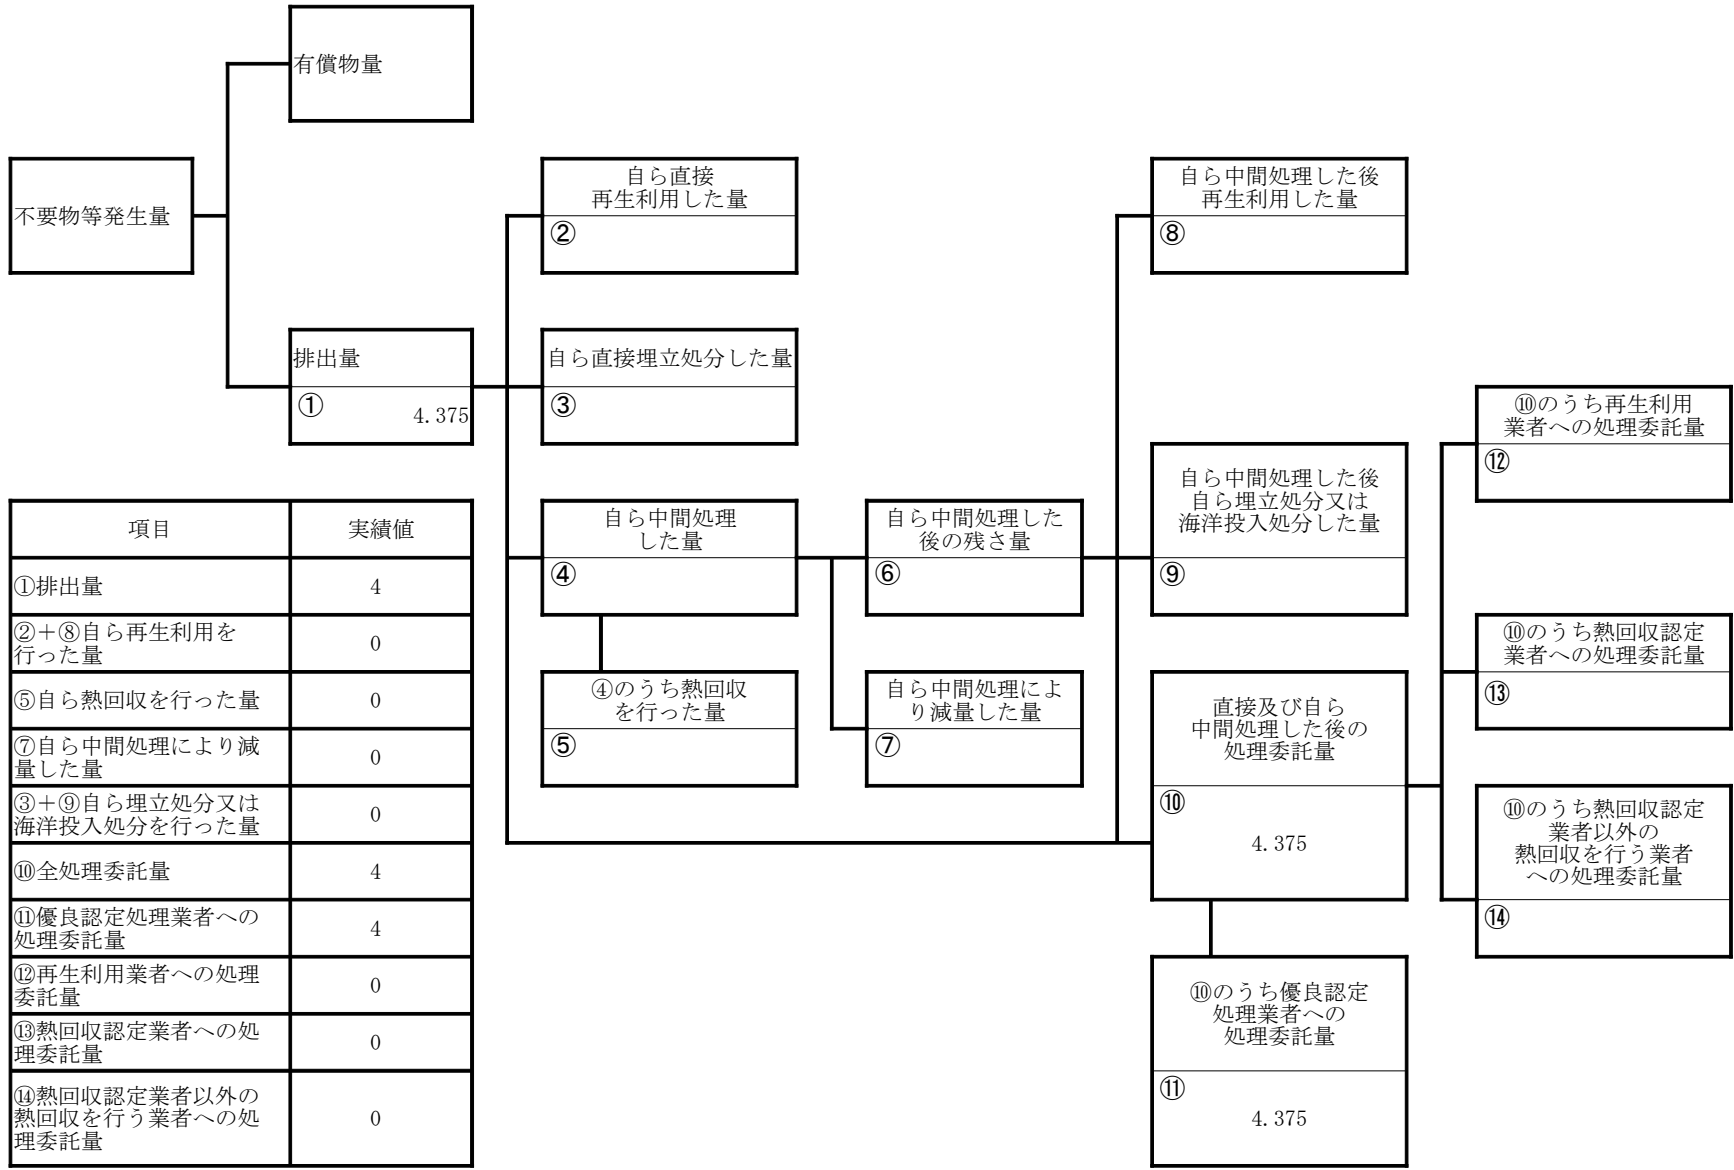 有償物量
不要物等発生量
自ら直接
再生利用した量
②
自ら中間処理した後
再生利用した量
⑧
排出量
① 4.375
自ら直接埋立処分した量
③
⑩のうち再生利用
業者への処理委託量
⑫
自ら中間処理
した量
④
自ら中間処理した
後の残さ量
⑥
自ら中間処理した後
自ら埋立処分又は
海洋投入処分した量
⑨
⑩のうち熱回収認定
業者への処理委託量
⑬
④のうち熱回収
を行った量
⑤
自ら中間処理によ
り減量した量
⑦
直接及び自ら
中間処理した後の
処理委託量
⑩
4.375
⑩のうち熱回収認定
業者以外の
熱回収を行う業者
への処理委託量
⑭
⑩のうち優良認定
処理業者への
処理委託量
⑪
4.375
項目 実績値
①排出量 4
②＋⑧自ら再生利用を
行った量 0
⑤自ら熱回収を行った量 0
⑦自ら中間処理により減
量した量 0
③＋⑨自ら埋立処分又は
海洋投入処分を行った量 0
⑩全処理委託量 4
⑪優良認定処理業者への
処理委託量 4
⑫再生利用業者への処理
委託量 0
⑬熱回収認定業者への処
理委託量 0
⑭熱回収認定業者以外の
熱回収を行う業者への処
理委託量 0